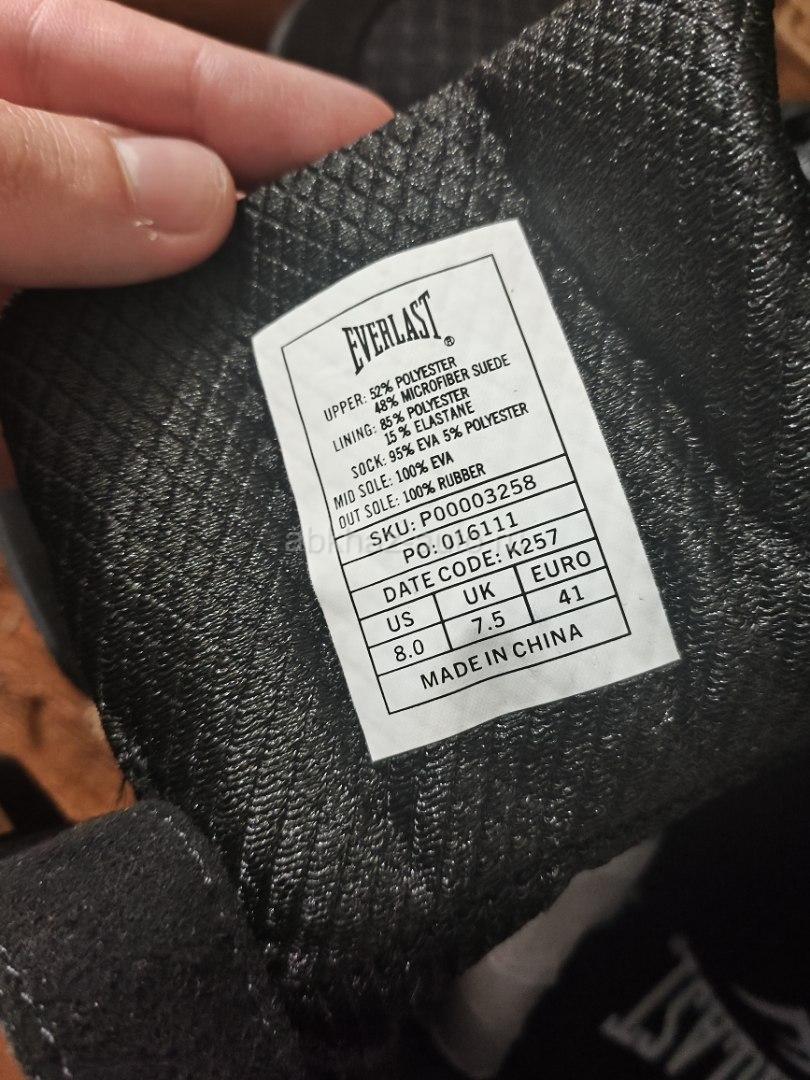 EVERLAST®
UPPER: 52% POLYESTER
48% MICROFIBER SUEDE
LINING: 85% POLYESTER
15% ELASTANE
SOCK: 95% EVA 5% POLYESTER
MID SOLE: 100% EVA
OUT SOLE: 100% RUBBER
SKU: P00003258
PO: 016111
DATE CODE: K257
US UK EURO
8.0 7.5 41
MADE IN CHINA